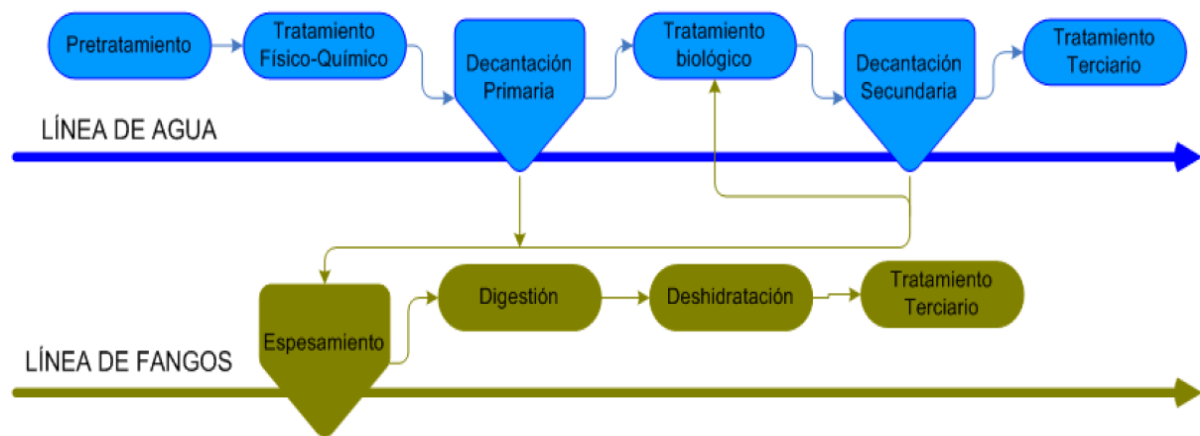 Pretratamiento
Tratamiento
Físico-Químico
Decantación
Primaria
Tratamiento
biológico
Decantación
Secundaria
Tratamiento
Terciario
LÍNEA DE AGUA
Espesamiento
Digestión
Deshidratación
Tratamiento
Terciario
LÍNEA DE FANGOS